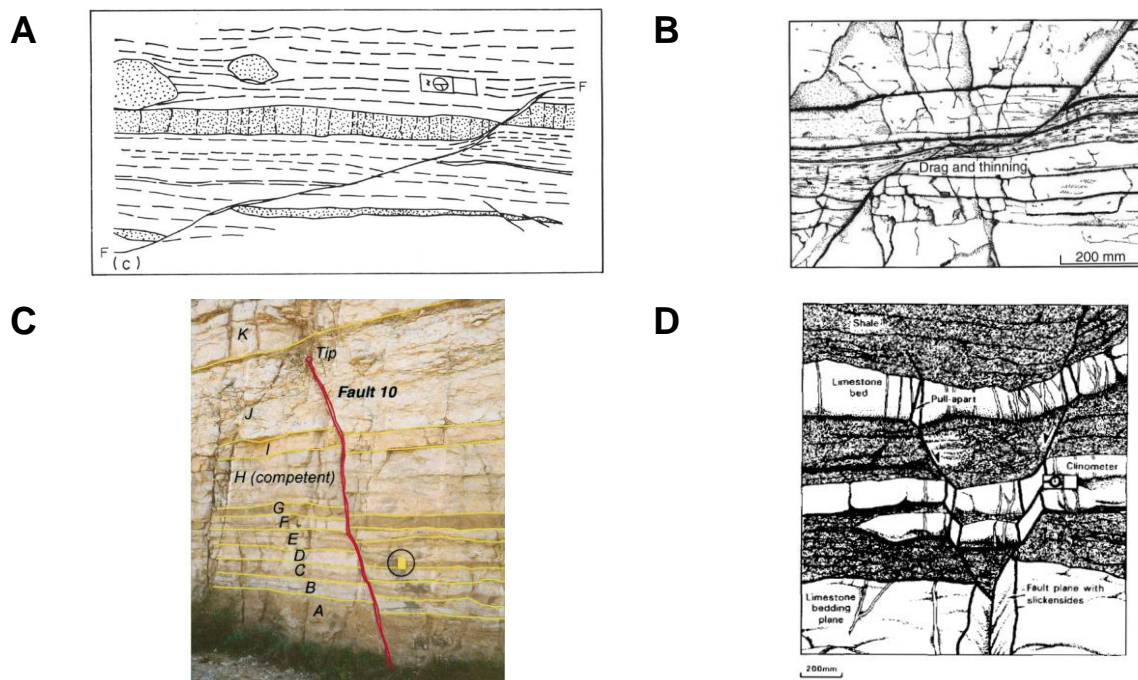 A
F
F
(c)
B
Drag and thinning
200 mm
C
K
Tip
Fault 10
J
I
H (competent)
G
F
E
D
C
B
A
D
Shale
Limestone
bed
Pull-apart
Clinometer
Limestone
bedding
plane
Fault plane with
slickensides
200mm